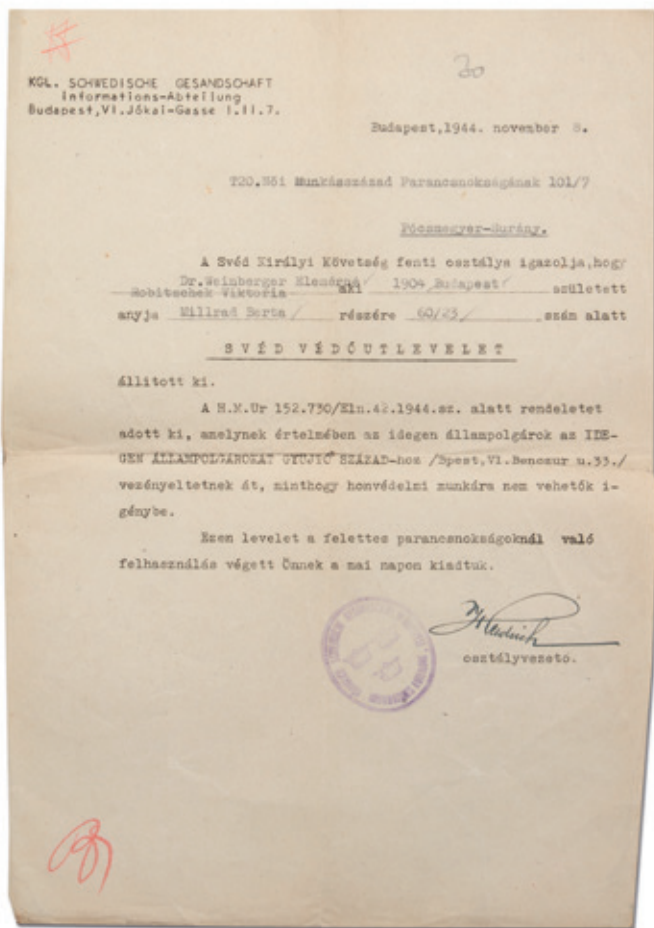 30
KGL. SCHWEDISCHE GESANDSCHAFT
Informations-Abteilung
Budapest,VI.Jókai-Gasse 1.II.7.
Budapest,1944. november 8.
T20.Női Munkásszázad Parancsnokságának 101/7
Pócsmegyer-Surány.
A Svéd Királyi Követség fenti osztálya igazolja,hogy
Dr.Weinberger Elemérné
Robitschek Viktoria aki 1904 Budapest született
anyja Millrad Berta / részére 60/23 / szám alatt
SVÉD VÉDŐUTLEVELET
állitott ki.
A H.M.Ur 152.730/Eln.42.1944.sz. alatt rendeletet
adott ki, amelynek értelmében az idegen állampolgárok az IDE-
GEN ÁLLAMPOLGÁROKAT GYÜJTŐ SZÁZAD-hoz /Bpest,VI.Benczur u.33./
vezényeltetnek át, minthogy honvédelmi munkára nem vehetők i-
génybe.
Ezen levelet a felettes parancsnokságoknál való
felhasználás végett Önnek a mai napon kiadtuk.
osztályvezető.